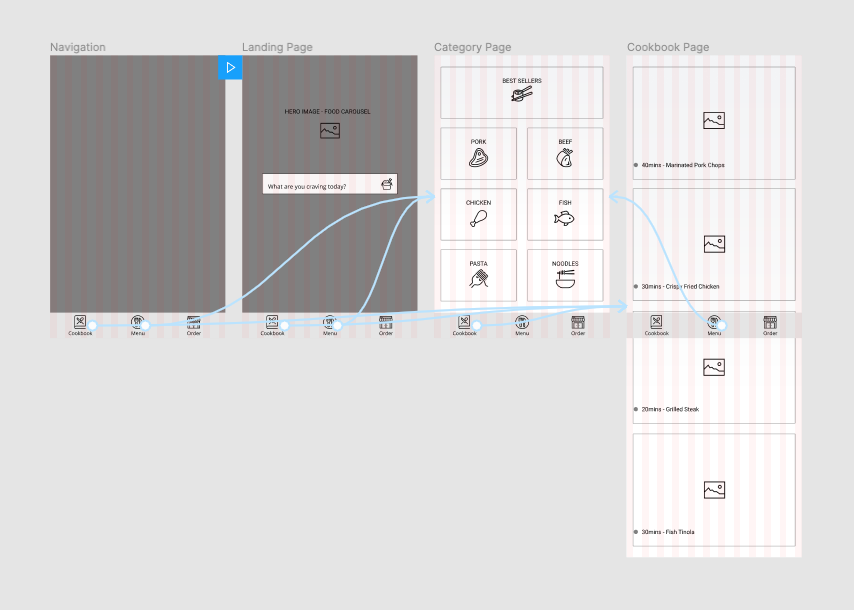 Navigation
Landing Page
Category Page
Cookbook Page
Cookbook
Menu
Order
HERO IMAGE - FOOD CAROUSEL
What are you craving today?
Cookbook
Menu
Order
BEST SELLERS
PORK
BEEF
CHICKEN
FISH
PASTA
NOODLES
Cookbook
Menu
Order
40mins - Marinated Pork Chops
30mins - Crispy Fried Chicken
Cookbook
Menu
Order
20mins - Grilled Steak
30mins - Fish Tinola